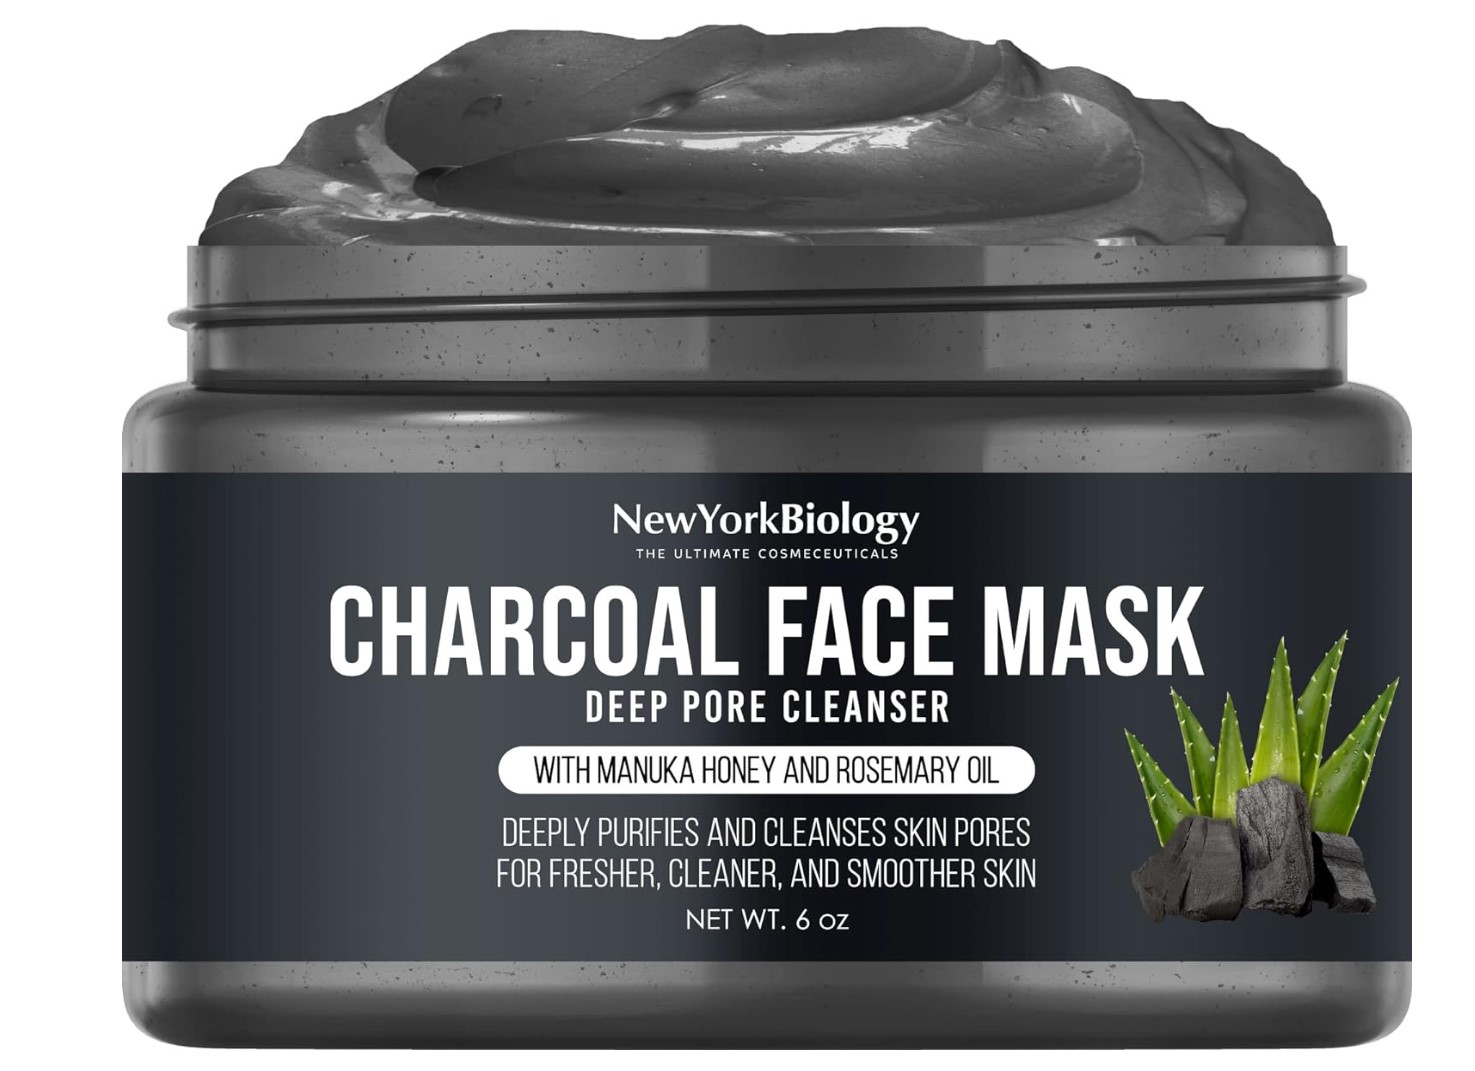 NewYorkBiology
THE ULTIMATE COSMECEUTICALS
CHARCOAL FACE MASK
DEEP PORE CLEANSER
WITH MANUKA HONEY AND ROSEMARY OIL
DEEPLY PURIFIES AND CLEANSES SKIN PORES
FOR FRESHER, CLEANER, AND SMOOTHER SKIN
NET WT. 6 oz